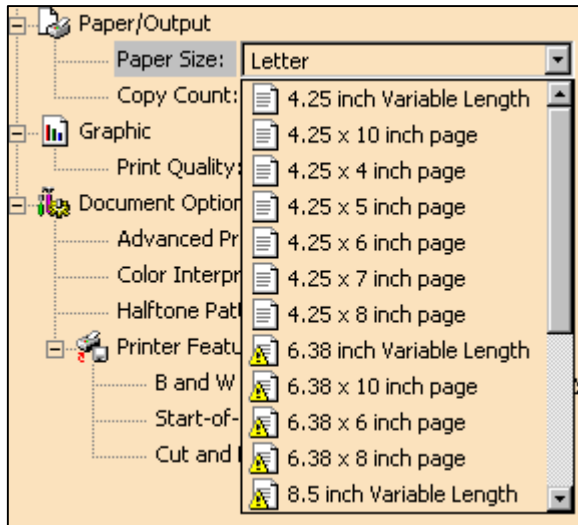 Paper/Output
Paper Size: Letter
Copy Count: 4.25 inch Variable Length
Graphic 4.25 x 10 inch page
Print Quality: 4.25 x 4 inch page
Document Option 4.25 x 5 inch page
Advanced Pr 4.25 x 6 inch page
Color Interpr 4.25 x 7 inch page
Halftone Pat 4.25 x 8 inch page
Printer Featu 6.38 inch Variable Length
B and W 6.38 x 10 inch page
Start-of- 6.38 x 6 inch page
Cut and 6.38 x 8 inch page
8.5 inch Variable Length